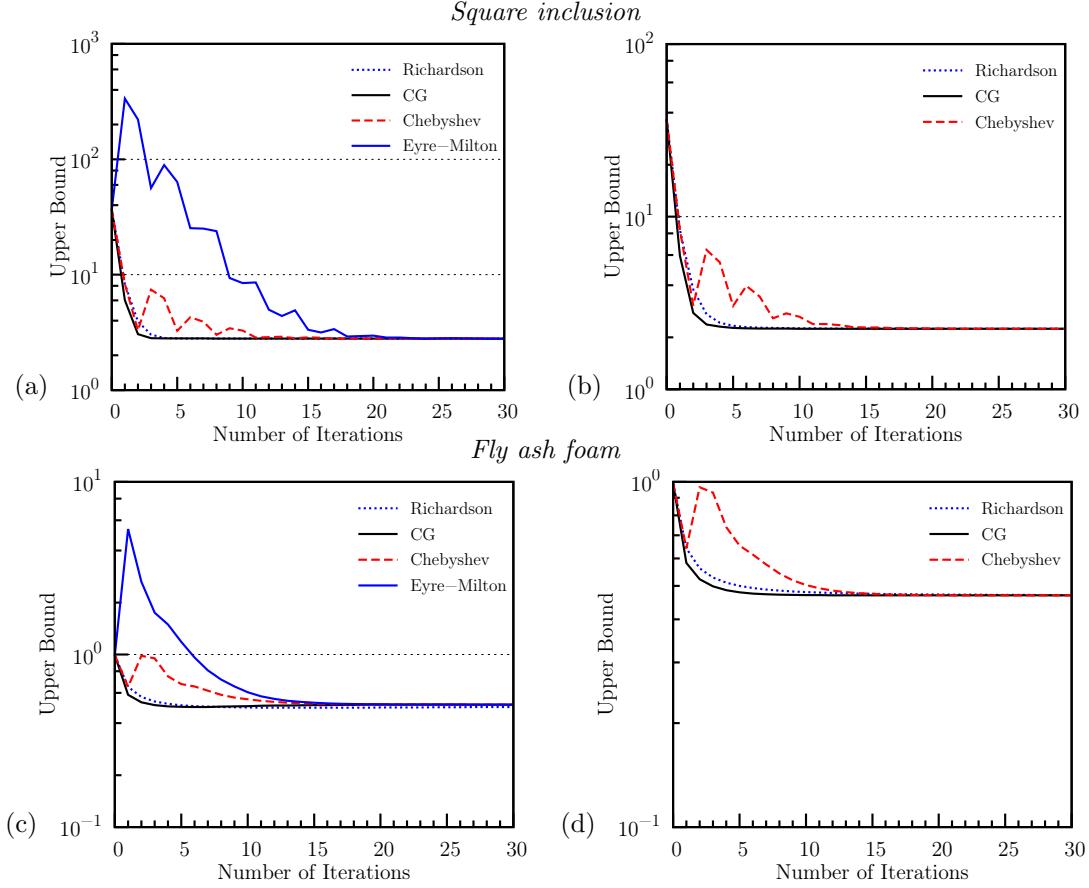 Square inclusion
(a)
Upper Bound
10^3
10^2
10^1
10^0
Richardson
CG
Chebyshev
Eyre−Milton
0 5 10 15 20 25 30
Number of Iterations
(b)
Upper Bound
10^2
10^1
10^0
Richardson
CG
Chebyshev
0 5 10 15 20 25 30
Number of Iterations
Fly ash foam
(c)
Upper Bound
10^1
10^0
10^−1
Richardson
CG
Chebyshev
Eyre−Milton
0 5 10 15 20 25 30
Number of Iterations
(d)
Upper Bound
10^0
10^−1
Richardson
CG
Chebyshev
0 5 10 15 20 25 30
Number of Iterations